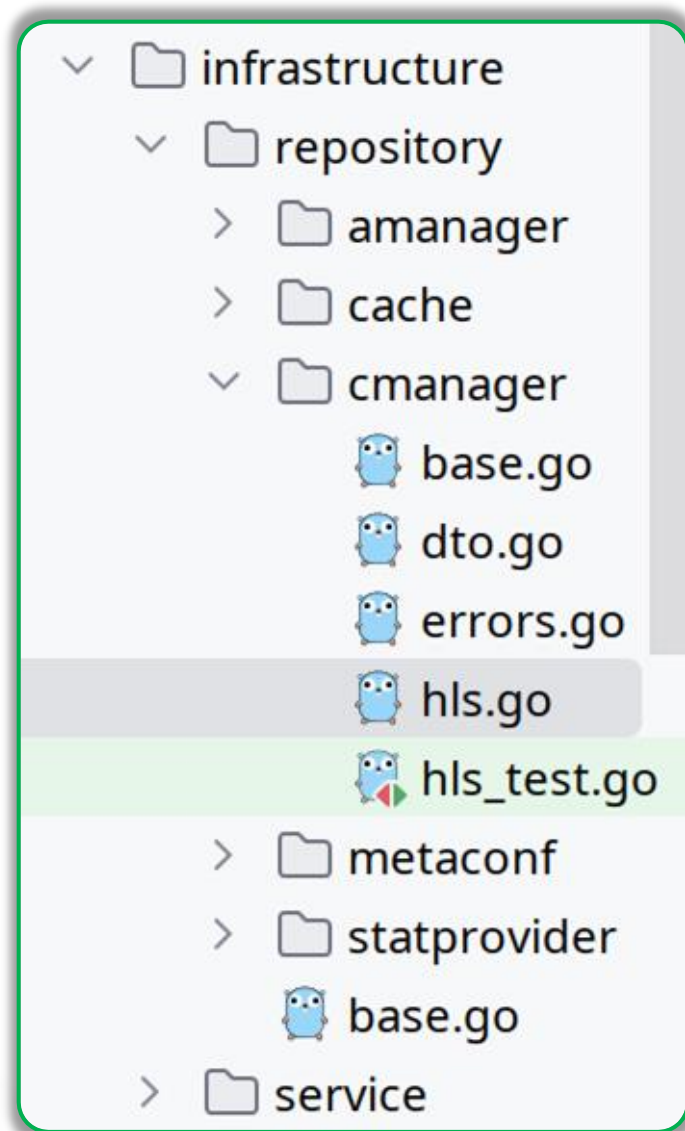 infrastructure
repository
amanager
cache
cmanager
base.go
dto.go
errors.go
hls.go
hls_test.go
metaconf
statprovider
base.go
service